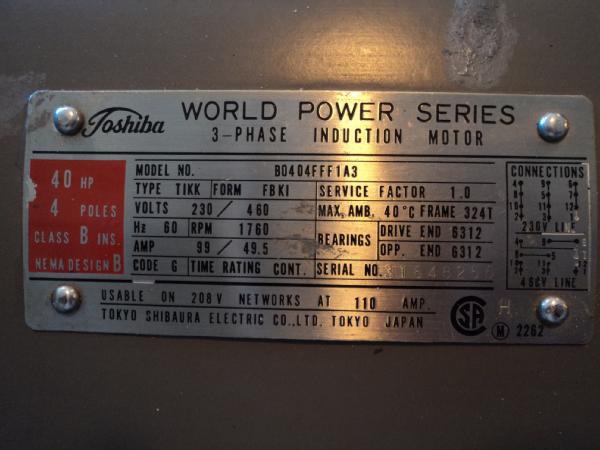 Toshiba WORLD POWER SERIES
3-PHASE INDUCTION MOTOR
40 HP
4 POLES
CLASS B INS.
NEMA DESIGN B
MODEL NO. B0404FFF1A3
TYPE TIKK FORM FBKI SERVICE FACTOR 1.0
VOLTS 230/ 460 MAX. AMB. 40°C FRAME 324T
Hz 60 RPM 1760 BEARINGS DRIVE END 6312
AMP 99/ 49.5 OPP. END 6312
CODE G TIME RATING CONT. SERIAL NO.
CONNECTIONS
230V LINE
460V LINE
USABLE ON 208V NETWORKS AT 110 AMP.
TOKYO SHIBAURA ELECTRIC CO., LTD. TOKYO JAPAN
SA H
M 2262